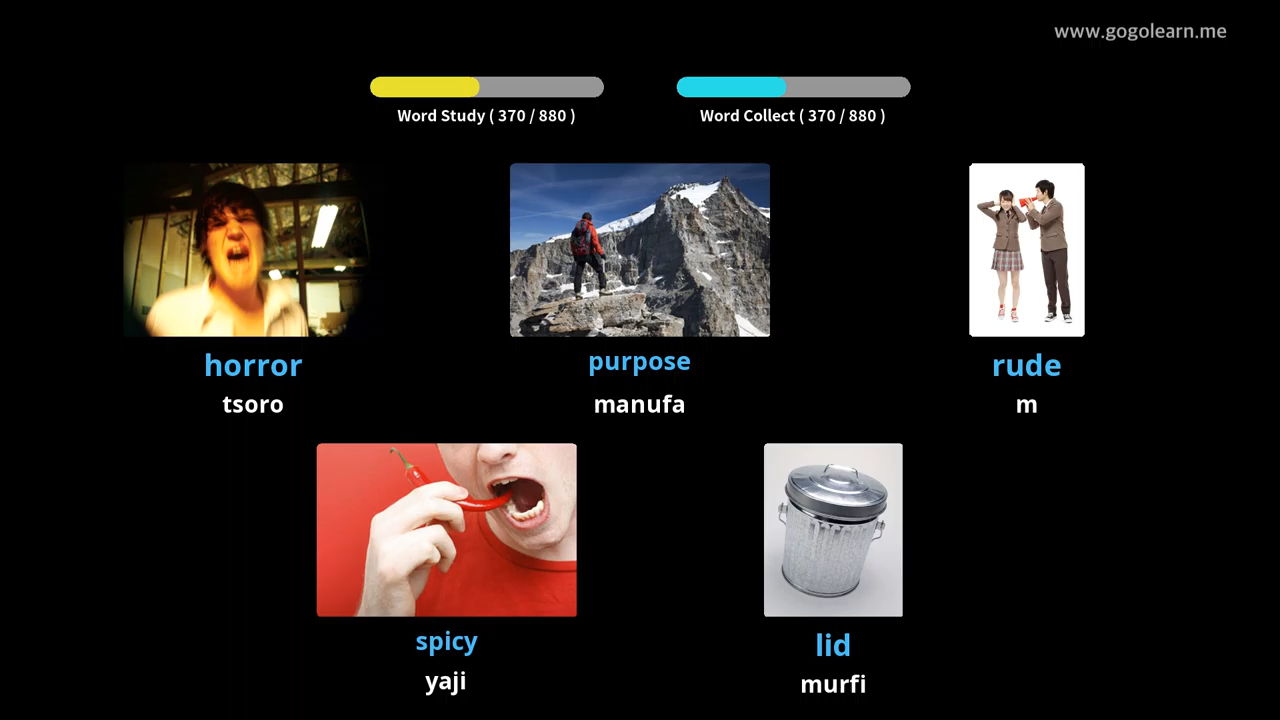 www.gogolearn.me
Word Study ( 370 / 880 )
Word Collect ( 370 / 880 )
horror
tsoro
purpose
manufa
rude
m
spicy
yaji
lid
murfi